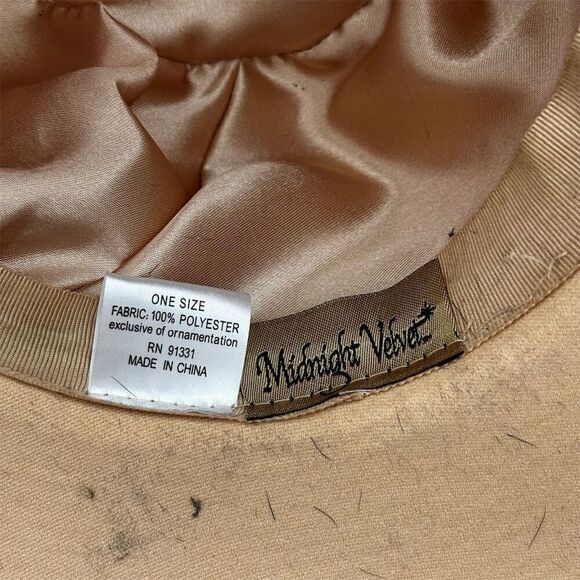 ONE SIZE
FABRIC: 100% POLYESTER
exclusive of ornamentation
RN 91331
MADE IN CHINA
Midnight Velvet